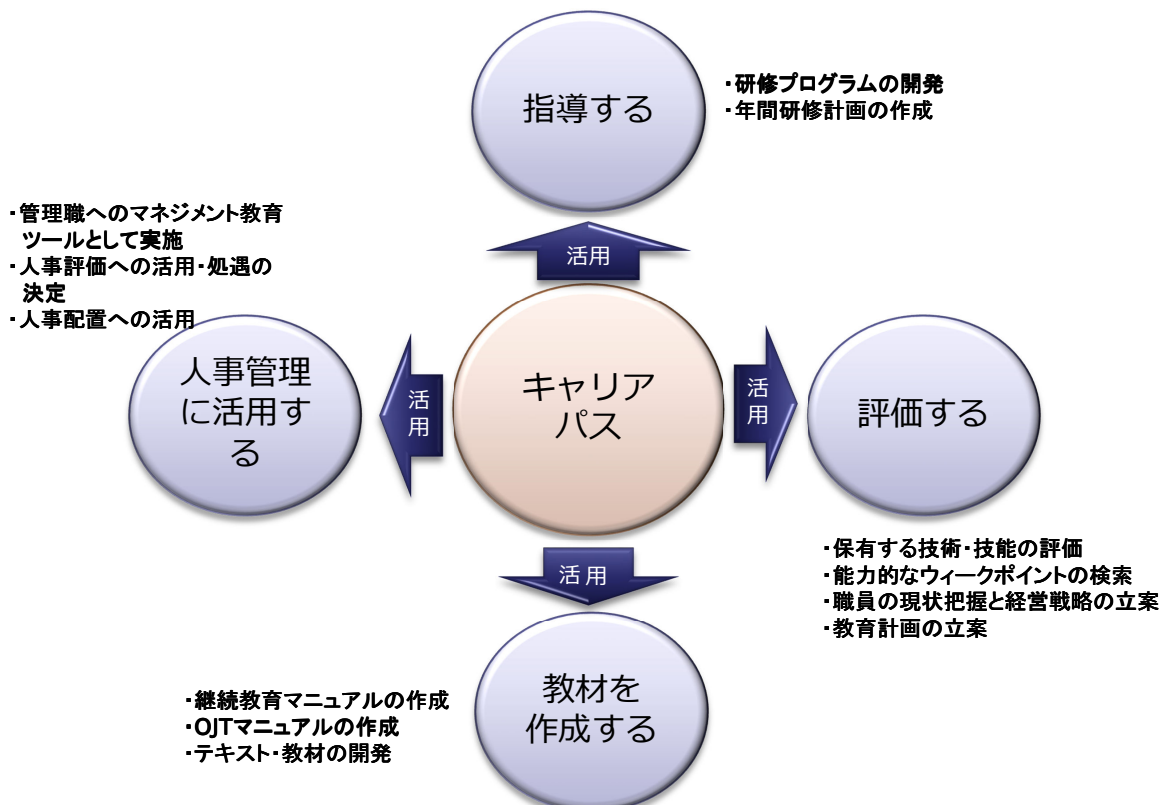 指導する
・研修プログラムの開発
・年間研修計画の作成
活用
・管理職へのマネジメント教育
ツールとして実施
・人事評価への活用・処遇の
決定
・人事配置への活用
人事管理
に活用す
る
活
用
キャリア
パス
活
用
評価する
・保有する技術・技能の評価
・能力的なウィークポイントの検索
・職員の現状把握と経営戦略の立案
・教育計画の立案
活用
教材を
作成する
・継続教育マニュアルの作成
・OJTマニュアルの作成
・テキスト・教材の開発